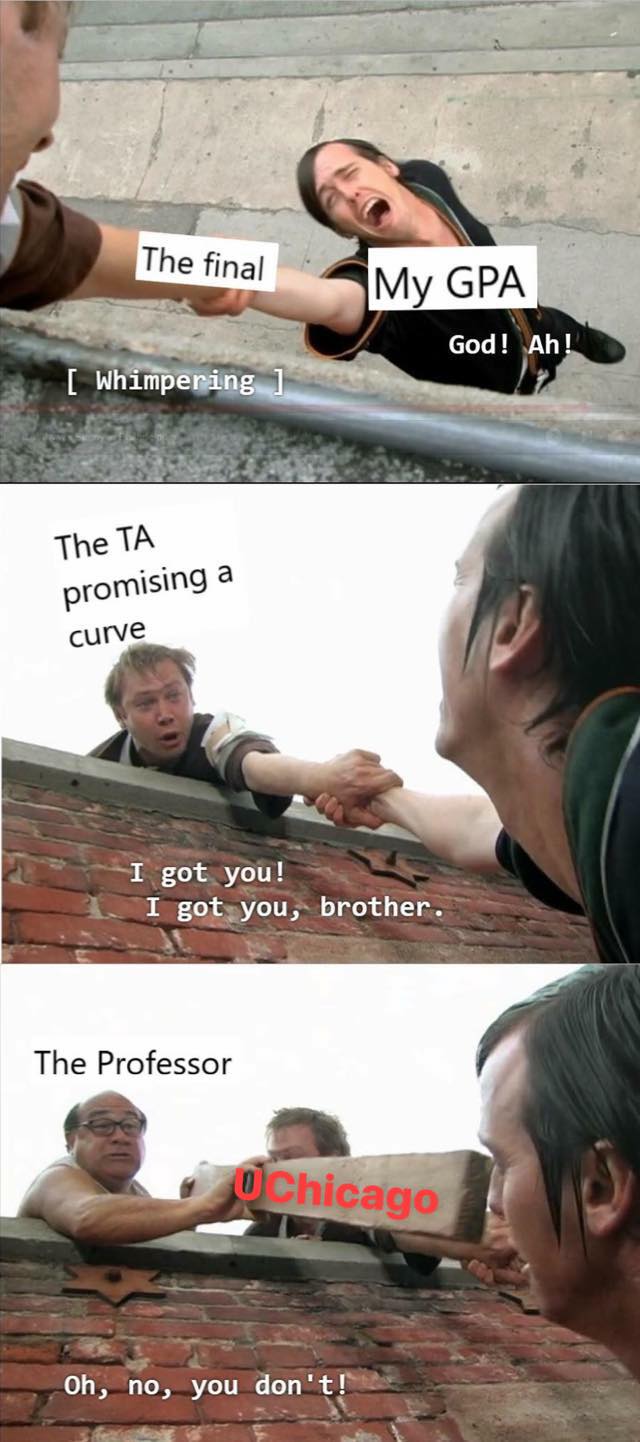 The final
My GPA
God! Ah!
[ Whimpering ]
The TA
promising a
curve
I got you!
I got you, brother.
The Professor
UChicago
Oh, no, you don't!